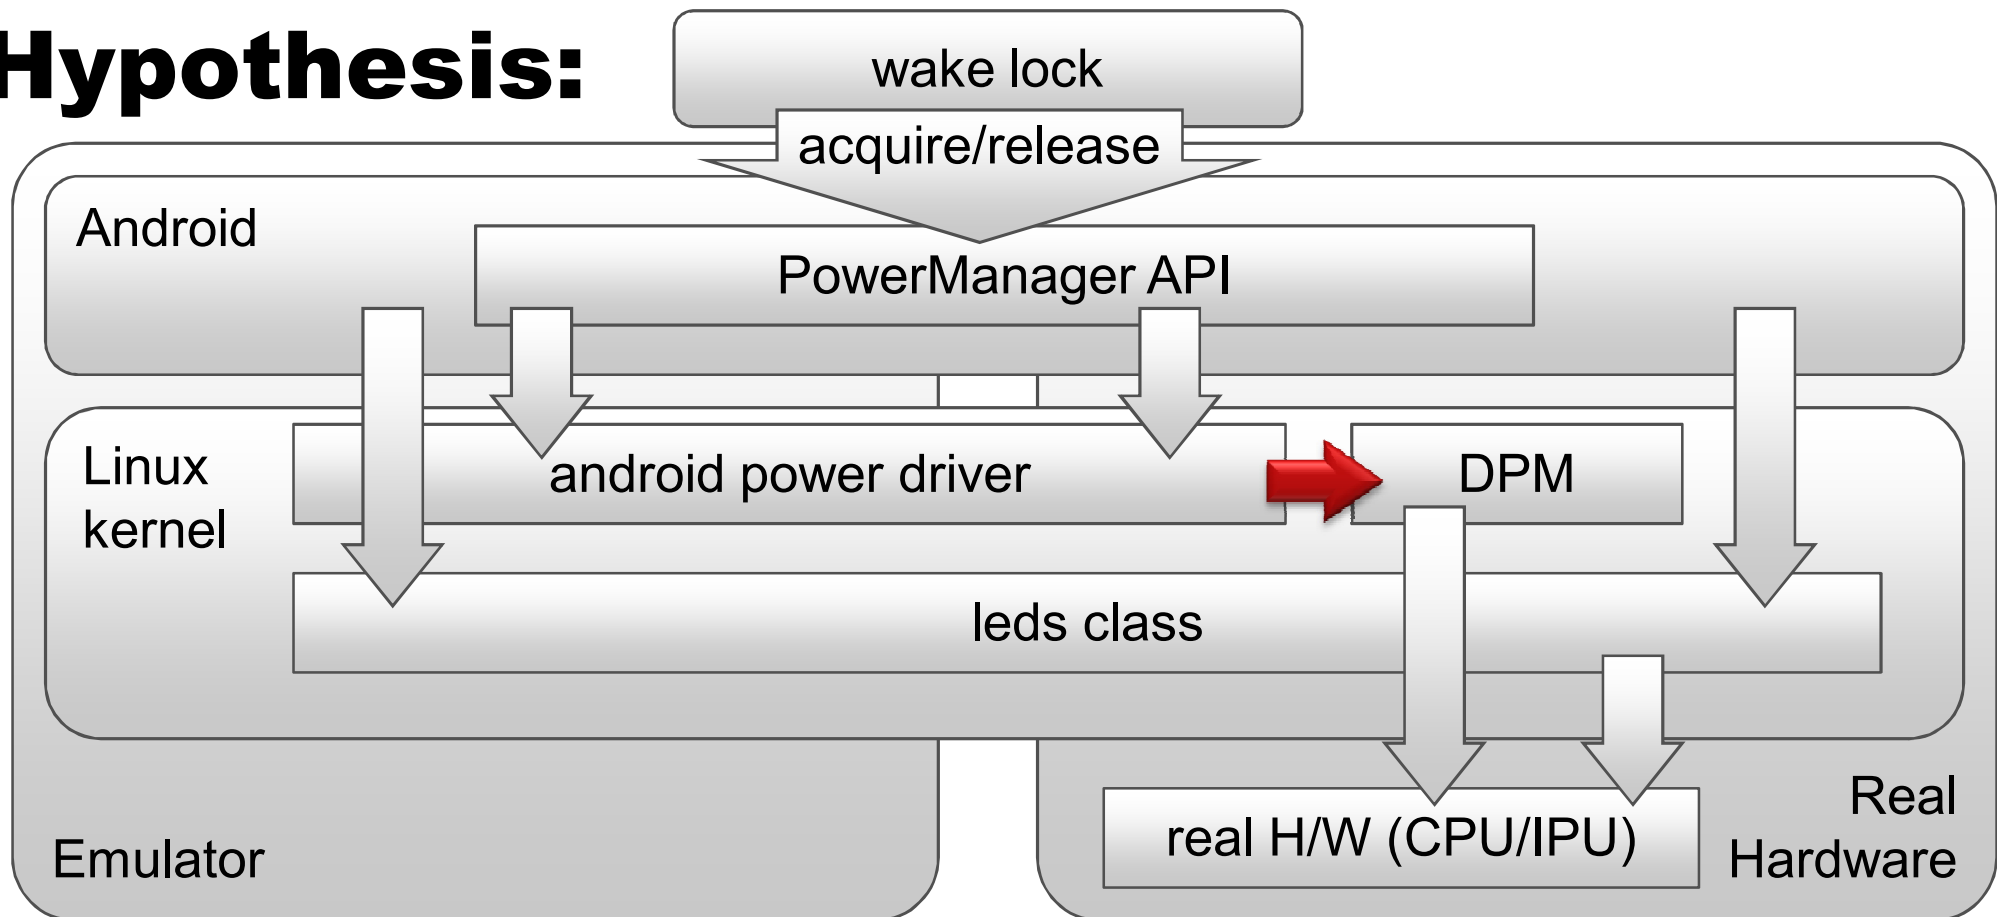 Hypothesis:
wake lock
acquire/release
Android
PowerManager API
Linux
kernel
android power driver
DPM
leds class
Emulator
real H/W (CPU/IPU)
Real
Hardware